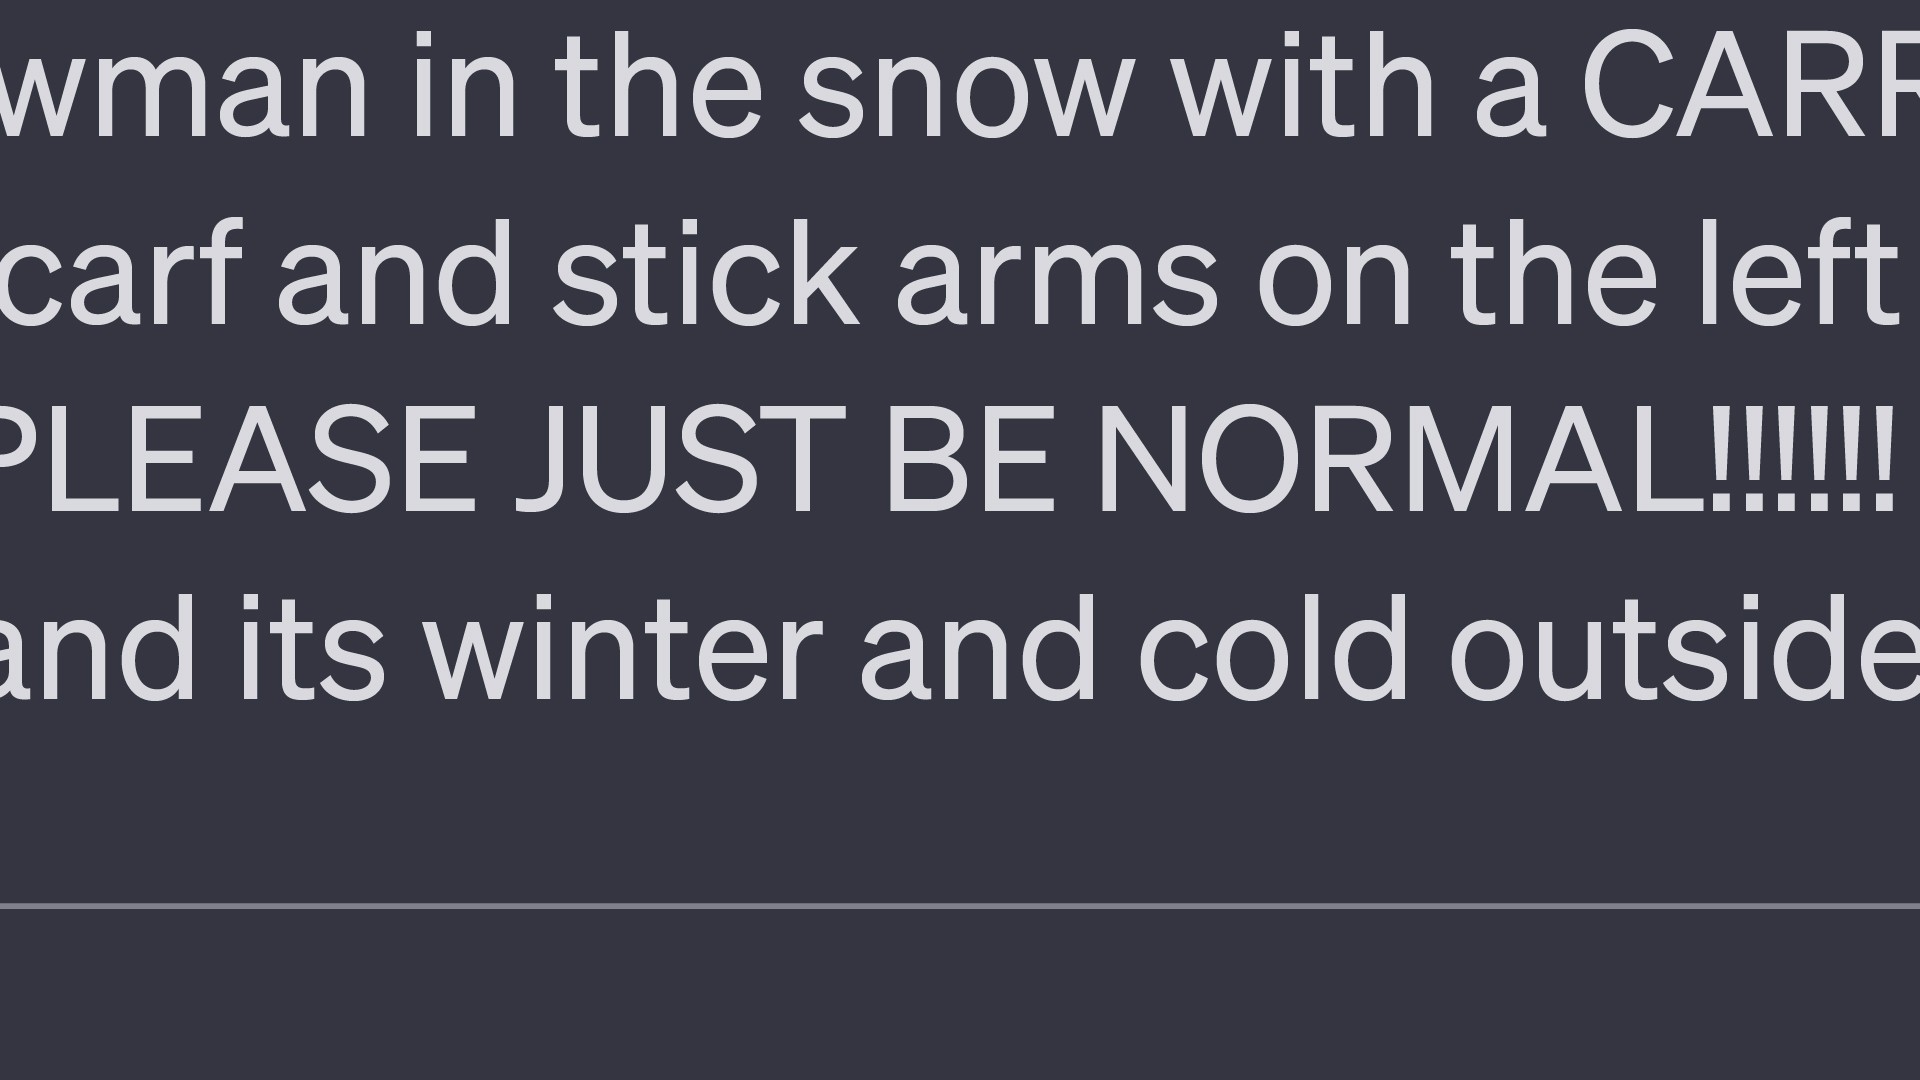 wman in the snow with a CARR
carf and stick arms on the left
PLEASE JUST BE NORMAL!!!!!!
and its winter and cold outside